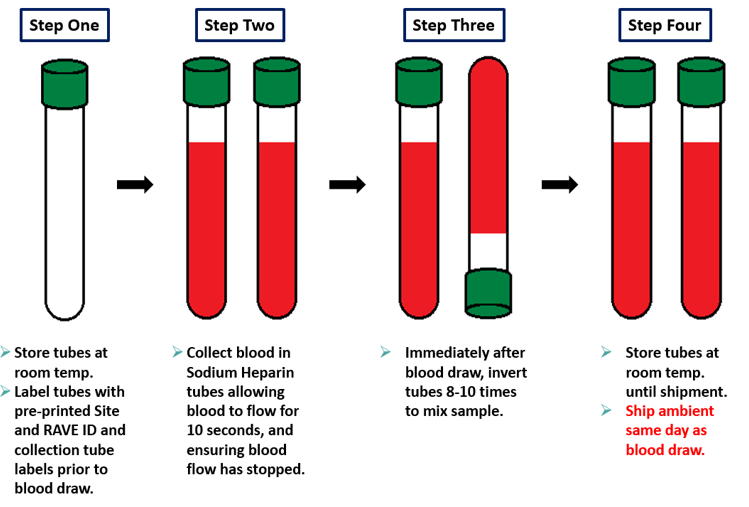 Step One
Step Two
Step Three
Step Four
Store tubes at
room temp.
Label tubes with
pre-printed Site
and RAVE ID and
collection tube
labels prior to
blood draw.
Collect blood in
Sodium Heparin
tubes allowing
blood to flow for
10 seconds, and
ensuring blood
flow has stopped.
Immediately after
blood draw, invert
tubes 8-10 times
to mix sample.
Store tubes at
room temp.
until shipment.
Ship ambient
same day as
blood draw.